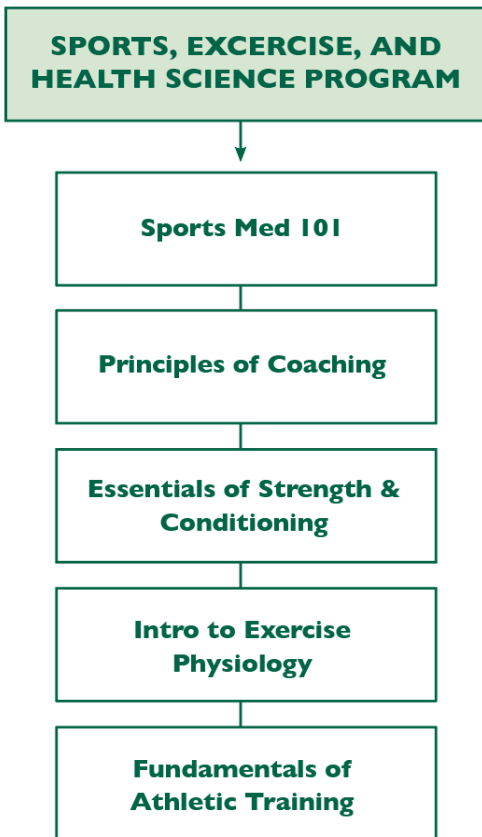 SPORTS, EXCERCISE, AND
HEALTH SCIENCE PROGRAM
Sports Med 101
Principles of Coaching
Essentials of Strength &
Conditioning
Intro to Exercise
Physiology
Fundamentals of
Athletic Training